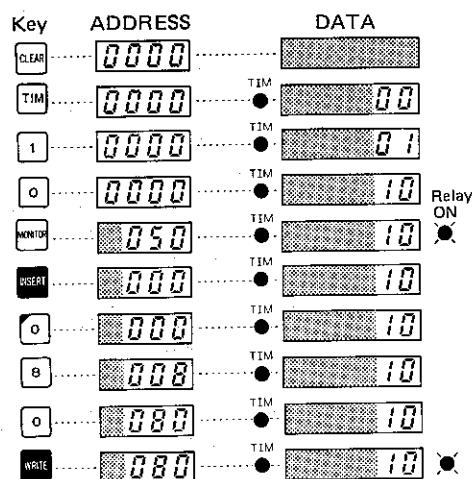 Key ADDRESS DATA
CLEAR 0000
TIM 0000 TIM 00
1 0000 TIM 01
0 0000 TIM 10
Relay
ON
MONITOR 050 TIM 10
INSERT 000 TIM 10
0 000 TIM 10
8 008 TIM 10
0 080 TIM 10
WRITE 080 TIM 10